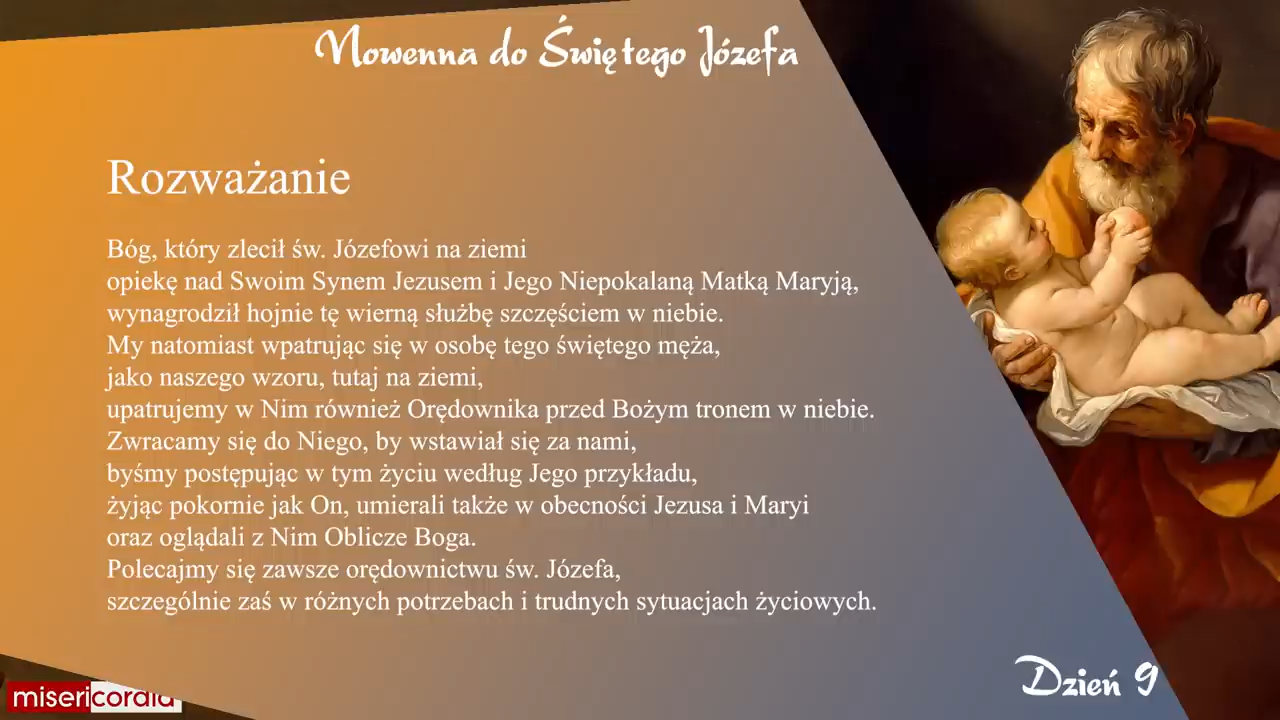 Nowenna do Świętego Józefa
Rozważanie
Bóg, który zlecił św. Józefowi na ziemi
opiekę nad Swoim Synem Jezusem i Jego Niepokalaną Matką Maryją,
wynagrodził hojnie tę wierną służbę szczęściem w niebie.
My natomiast wpatrując się w osobę tego świętego męża,
jako naszego wzoru, tutaj na ziemi,
upatrujemy w Nim również Orędownika przed Bożym tronem w niebie.
Zwracamy się do Niego, by wstawiał się za nami,
byśmy postępując w tym życiu według Jego przykładu,
żyjąc pokornie jak On, umierali także w obecności Jezusa i Maryi
oraz oglądali z Nim Oblicze Boga.
Polecajmy się zawsze orędownictwu św. Józefa,
szczególnie zaś w różnych potrzebach i trudnych sytuacjach życiowych.
Dzień 9
misericordia